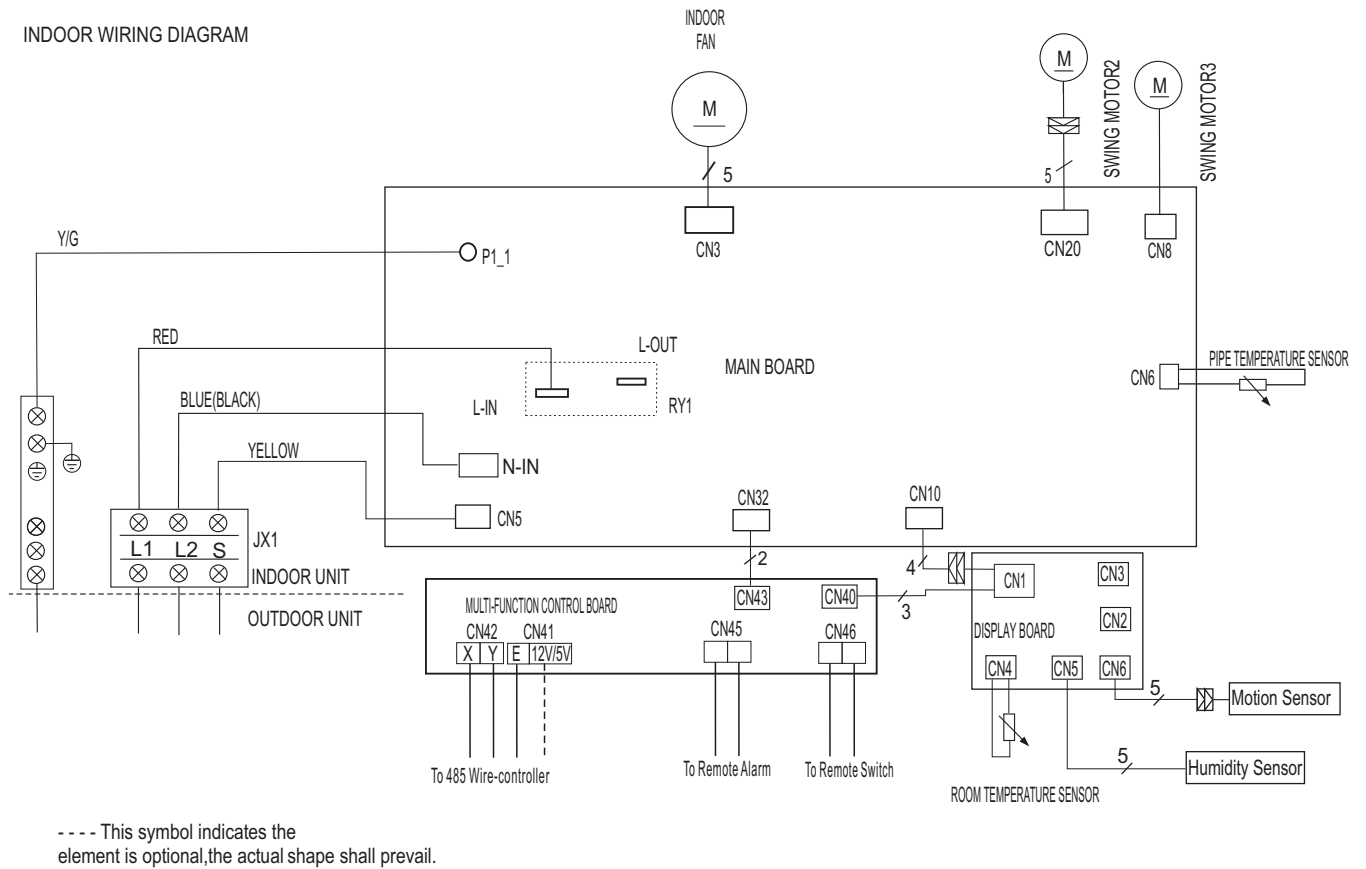 INDOOR WIRING DIAGRAM
INDOOR
FAN
M
5
CN3
M
SWING MOTOR2
5
CN20
M
SWING MOTOR3
CN8
Y/G
P1_1
RED
L-OUT
L-IN
RY1
MAIN BOARD
CN6
PIPE TEMPERATURE SENSOR
BLUE(BLACK)
N-IN
YELLOW
CN5
CN32
CN10
L1 L2 S
JX1
INDOOR UNIT
OUTDOOR UNIT
2
4
3
MULTI-FUNCTION CONTROL BOARD
CN43
CN40
CN42
CN41
X Y E 12V/5V
CN45
CN46
To 485 Wire-controller
To Remote Alarm
To Remote Switch
CN1
CN3
CN2
DISPLAY BOARD
CN4
CN5
CN6
5
Motion Sensor
5
Humidity Sensor
ROOM TEMPERATURE SENSOR
- - - - This symbol indicates the
element is optional,the actual shape shall prevail.